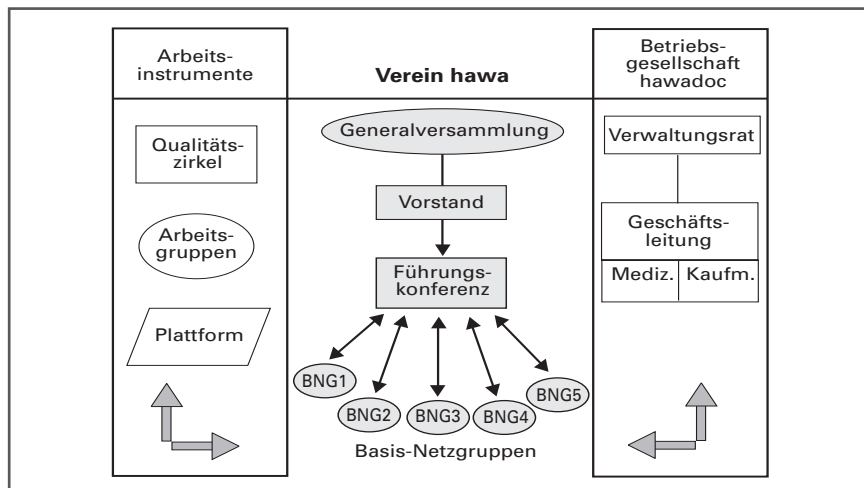 Arbeits-
instrumente
Qualitäts-
zirkel
Arbeits-
gruppen
Plattform
Verein hawa
Generalversammlung
Vorstand
Führungs-
konferenz
BNG1
BNG2
BNG3
BNG4
BNG5
Basis-Netzgruppen
Betriebs-
gesellschaft
hawadoc
Verwaltungsrat
Geschäfts-
leitung
Mediz. Kaufm.